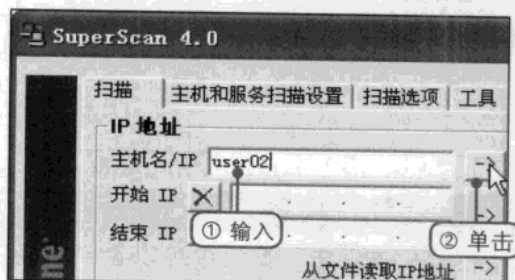 SuperScan 4.0
扫描 主机和服务扫描设置 扫描选项 工具
IP 地址
主机名/IP user02 ->
开始 IP
->
结束 IP ① 输入 ② 单击
从文件读取IP地址 ->